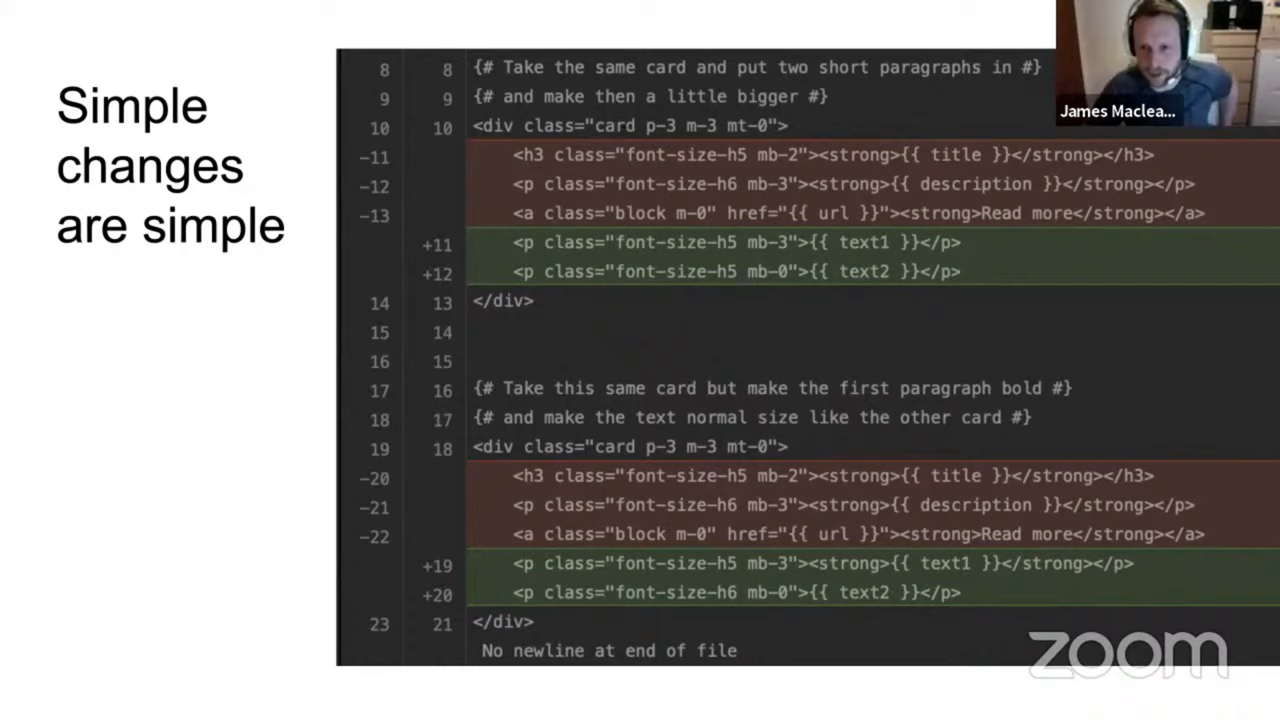 Simple
changes
are simple
8 8 {# Take the same card and put two short paragraphs in #}
9 9 {# and make then a little bigger #}
10 10 <div class="card p-3 m-3 mt-0">
-11 <h3 class="font-size-h5 mb-2"><strong>{{ title }}</strong></h3>
-12 <p class="font-size-h6 mb-3"><strong>{{ description }}</strong></p>
-13 <a class="block m-0" href="{{ url }}"><strong>Read more</strong></a>
+11 <p class="font-size-h5 mb-3">{{ text1 }}</p>
+12 <p class="font-size-h5 mb-0">{{ text2 }}</p>
14 13 </div>
15 14
16 15
17 16 {# Take this same card but make the first paragraph bold #}
18 17 {# and make the text normal size like the other card #}
19 18 <div class="card p-3 m-3 mt-0">
-20 <h3 class="font-size-h5 mb-2"><strong>{{ title }}</strong></h3>
-21 <p class="font-size-h6 mb-3"><strong>{{ description }}</strong></p>
-22 <a class="block m-0" href="{{ url }}"><strong>Read more</strong></a>
+19 <p class="font-size-h5 mb-3"><strong>{{ text1 }}</strong></p>
+20 <p class="font-size-h6 mb-0">{{ text2 }}</p>
23 21 </div>
No newline at end of file
James Maclea...
zoom